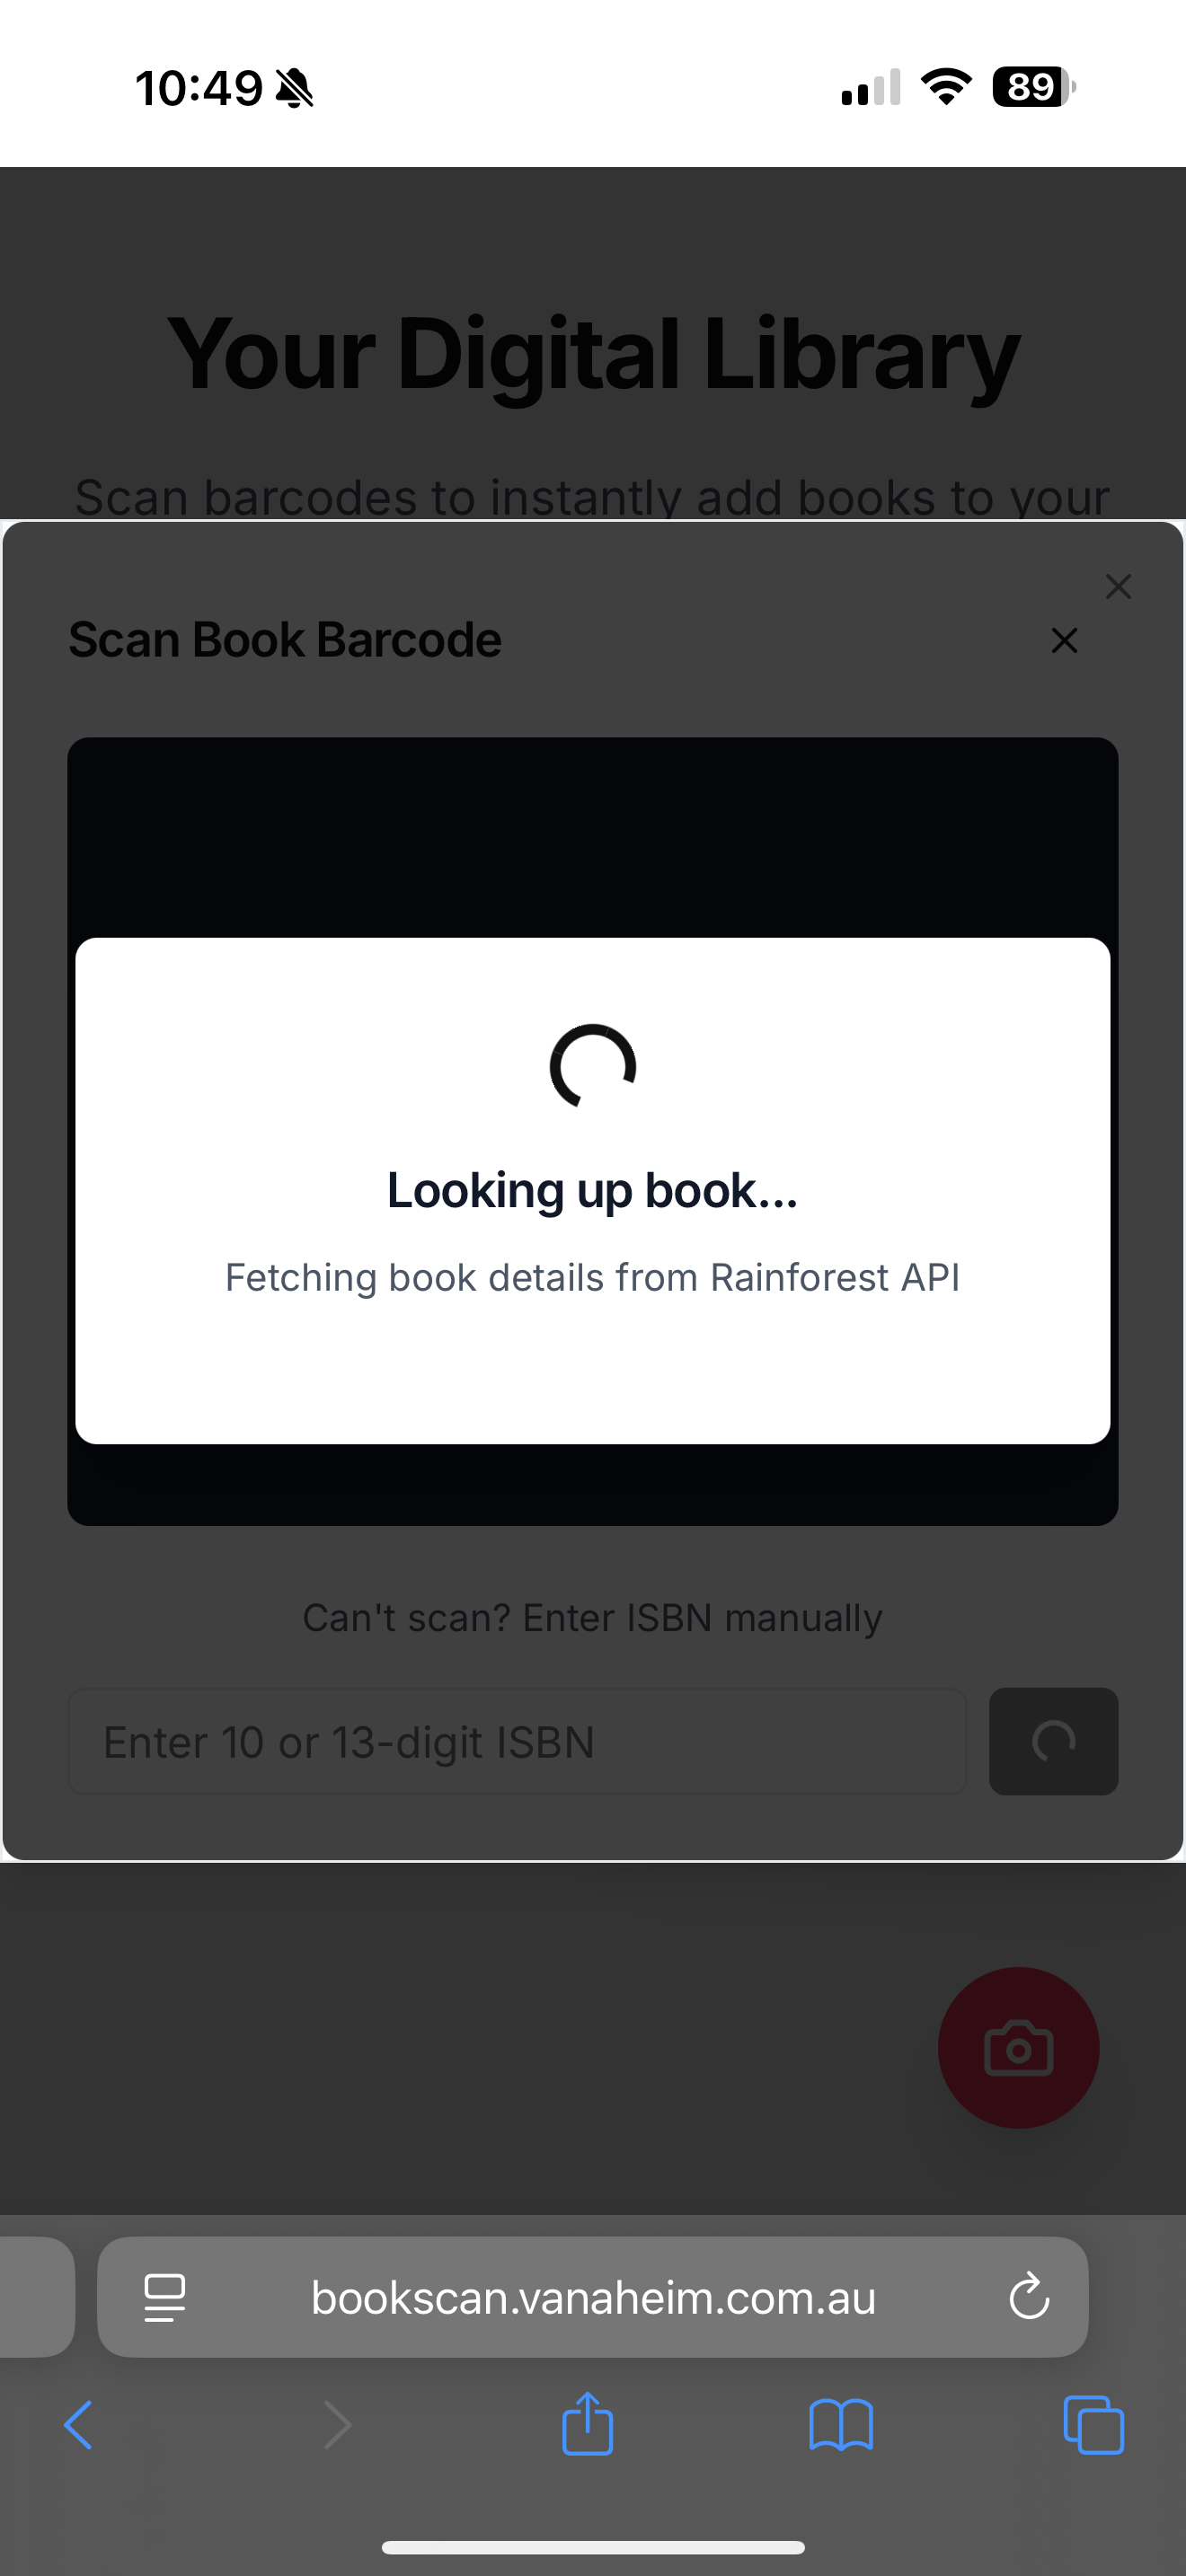 10:49
89
Your Digital Library
Scan barcodes to instantly add books to your
Scan Book Barcode
Looking up book...
Fetching book details from Rainforest API
Can't scan? Enter ISBN manually
Enter 10 or 13-digit ISBN
bookscan.vanaheim.com.au